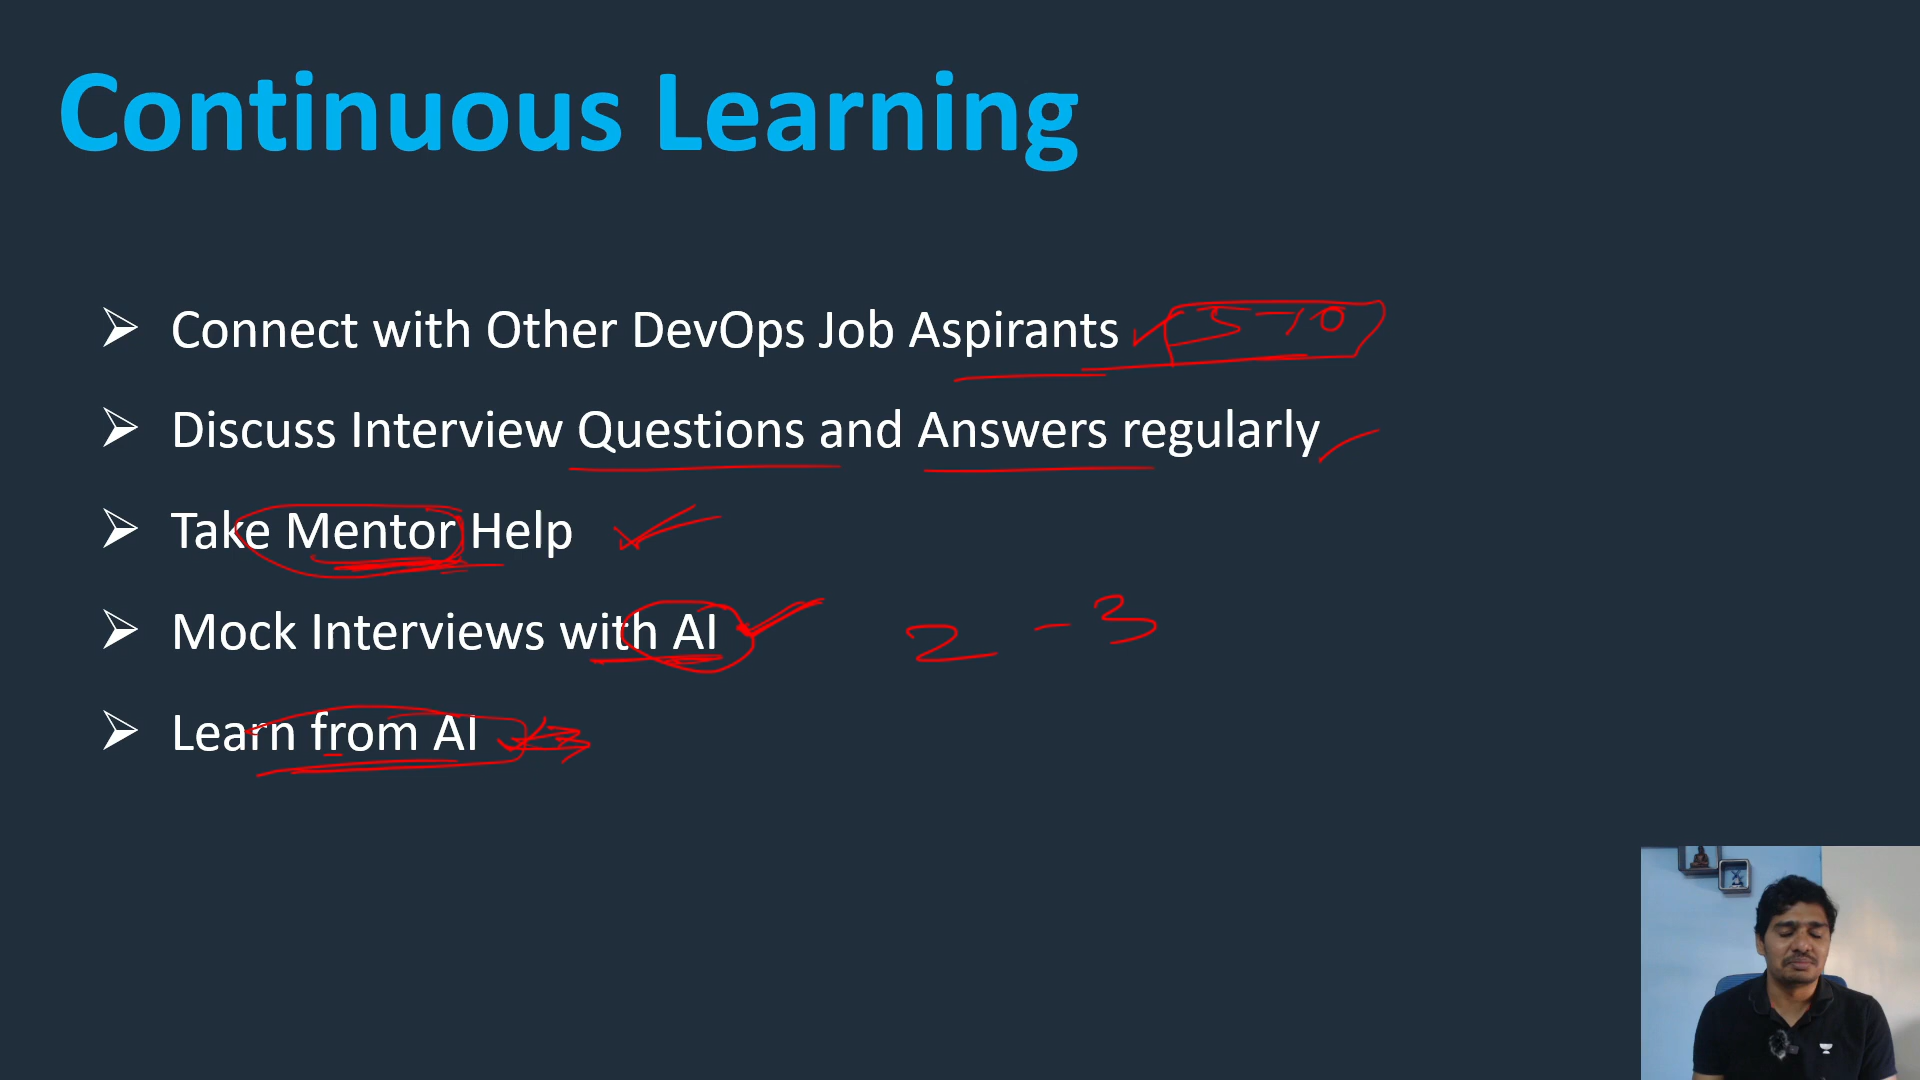 Continuous Learning
Connect with Other DevOps Job Aspirants 5-10
Discuss Interview Questions and Answers regularly
Take Mentor Help
Mock Interviews with AI 2-3
Learn from AI